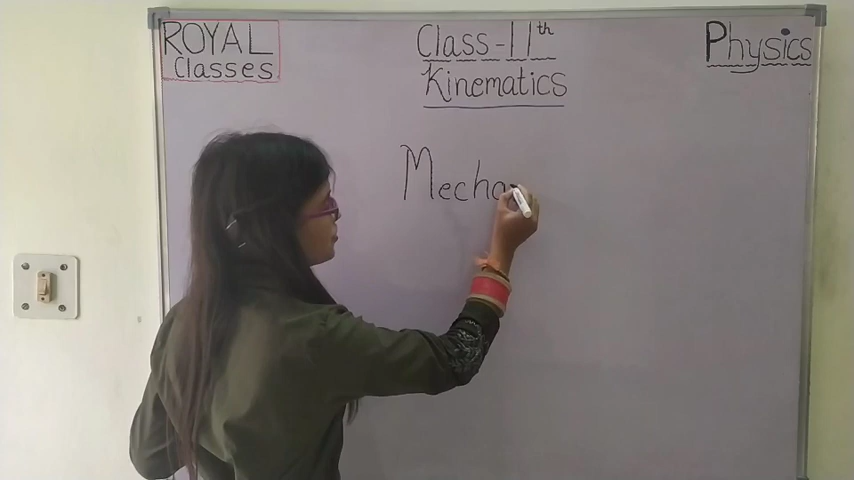 ROYAL
Classes
Class-11th
Kinematics
Physics
Mecha